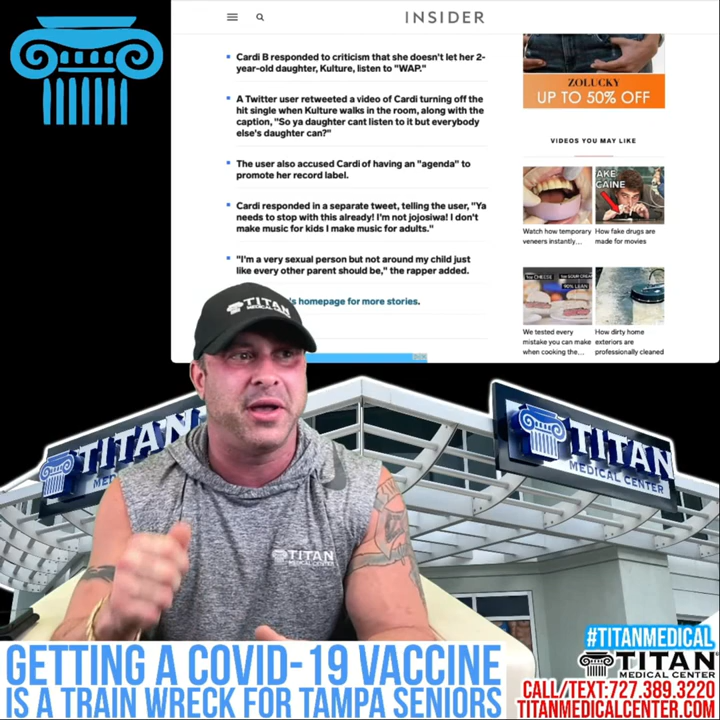 INSIDER
Cardi B responded to criticism that she doesn't let her 2-
year-old daughter, Kulture, listen to "WAP."
A Twitter user retweeted a video of Cardi turning off the
hit single when Kulture walks in the room, along with the
caption, "So ya daughter cant listen to it but everybody
else's daughter can?"
The user also accused Cardi of having an "agenda" to
promote her record label.
Cardi responded in a separate tweet, telling the user, "Ya
needs to stop with this already! I'm not jojosiwa! I don't
make music for kids I make music for adults."
"I'm a very sexual person but not around my child just
like every other parent should be," the rapper added.
's homepage for more stories.
ZOLUCKY
UP TO 50% OFF
VIDEOS YOU MAY LIKE
AKE
CAINE
Watch how temporary
veneers instantly...
How fake drugs are
made for movies
90% LEAN
We tested every
mistake you can make
when cooking the...
How dirty home
exteriors are
professionally cleaned
TITAN
MEDICAL CENTER
TITAN
ME
TITAN
MEDICAL CENTER
TITAN
MEDICAL CENTER
GETTING A COVID-19 VACCINE
IS A TRAIN WRECK FOR TAMPA SENIORS
#TITANMEDICAL
TITAN
MEDICAL CENTER
CALL/TEXT:727.389.3220
TITANMEDICALCENTER.COM